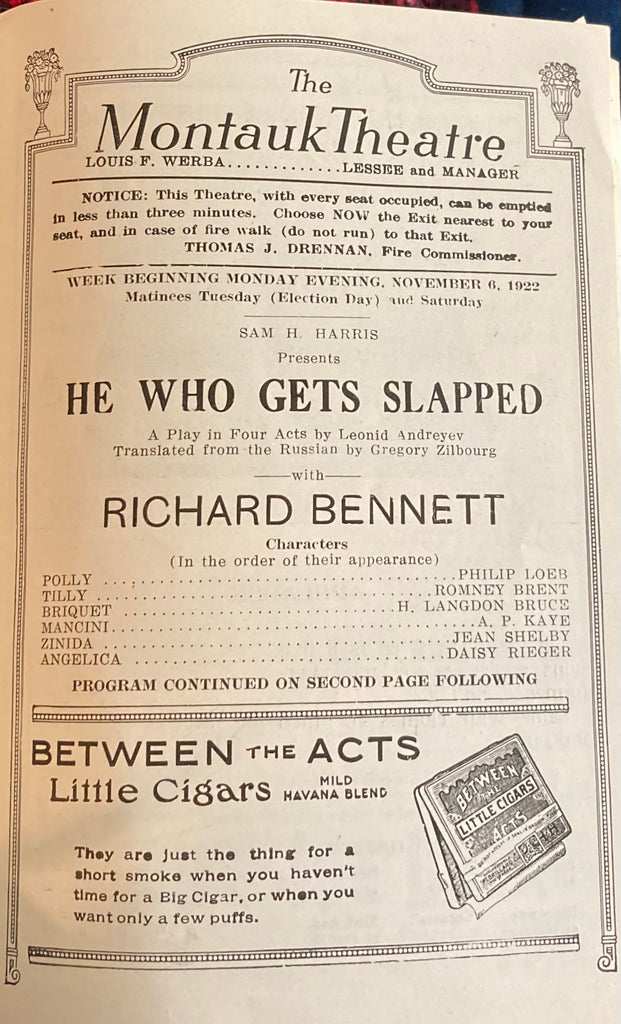 The
Montauk Theatre
LOUIS F. WERBA............LESSEE and MANAGER
NOTICE: This Theatre, with every seat occupied, can be emptied
in less than three minutes. Choose NOW the Exit nearest to your
seat, and in case of fire walk (do not run) to that Exit.
THOMAS J. DRENNAN, Fire Commissioner.
WEEK BEGINNING MONDAY EVENING, NOVEMBER 6, 1922
Matinees Tuesday (Election Day) and Saturday
SAM H. HARRIS
Presents
HE WHO GETS SLAPPED
A Play in Four Acts by Leonid Andreyev
Translated from the Russian by Gregory Zilbourg
—with—
RICHARD BENNETT
Characters
(In the order of their appearance)
POLLY ....................................PHILIP LOEB
TILLY ..................................ROMNEY BRENT
BRIQUET ............................H. LANGDON BRUCE
MANCINI....................................A. P. KAYE
ZINIDA ..................................JEAN SHELBY
ANGELICA ...............................DAISY RIEGER
PROGRAM CONTINUED ON SECOND PAGE FOLLOWING
BETWEEN THE ACTS
Little Cigars MILD HAVANA BLEND
BETWEEN
THE
LITTLE CIGARS
ACTS
They are just the thing for a
short smoke when you haven't
time for a Big Cigar, or when you
want only a few puffs.